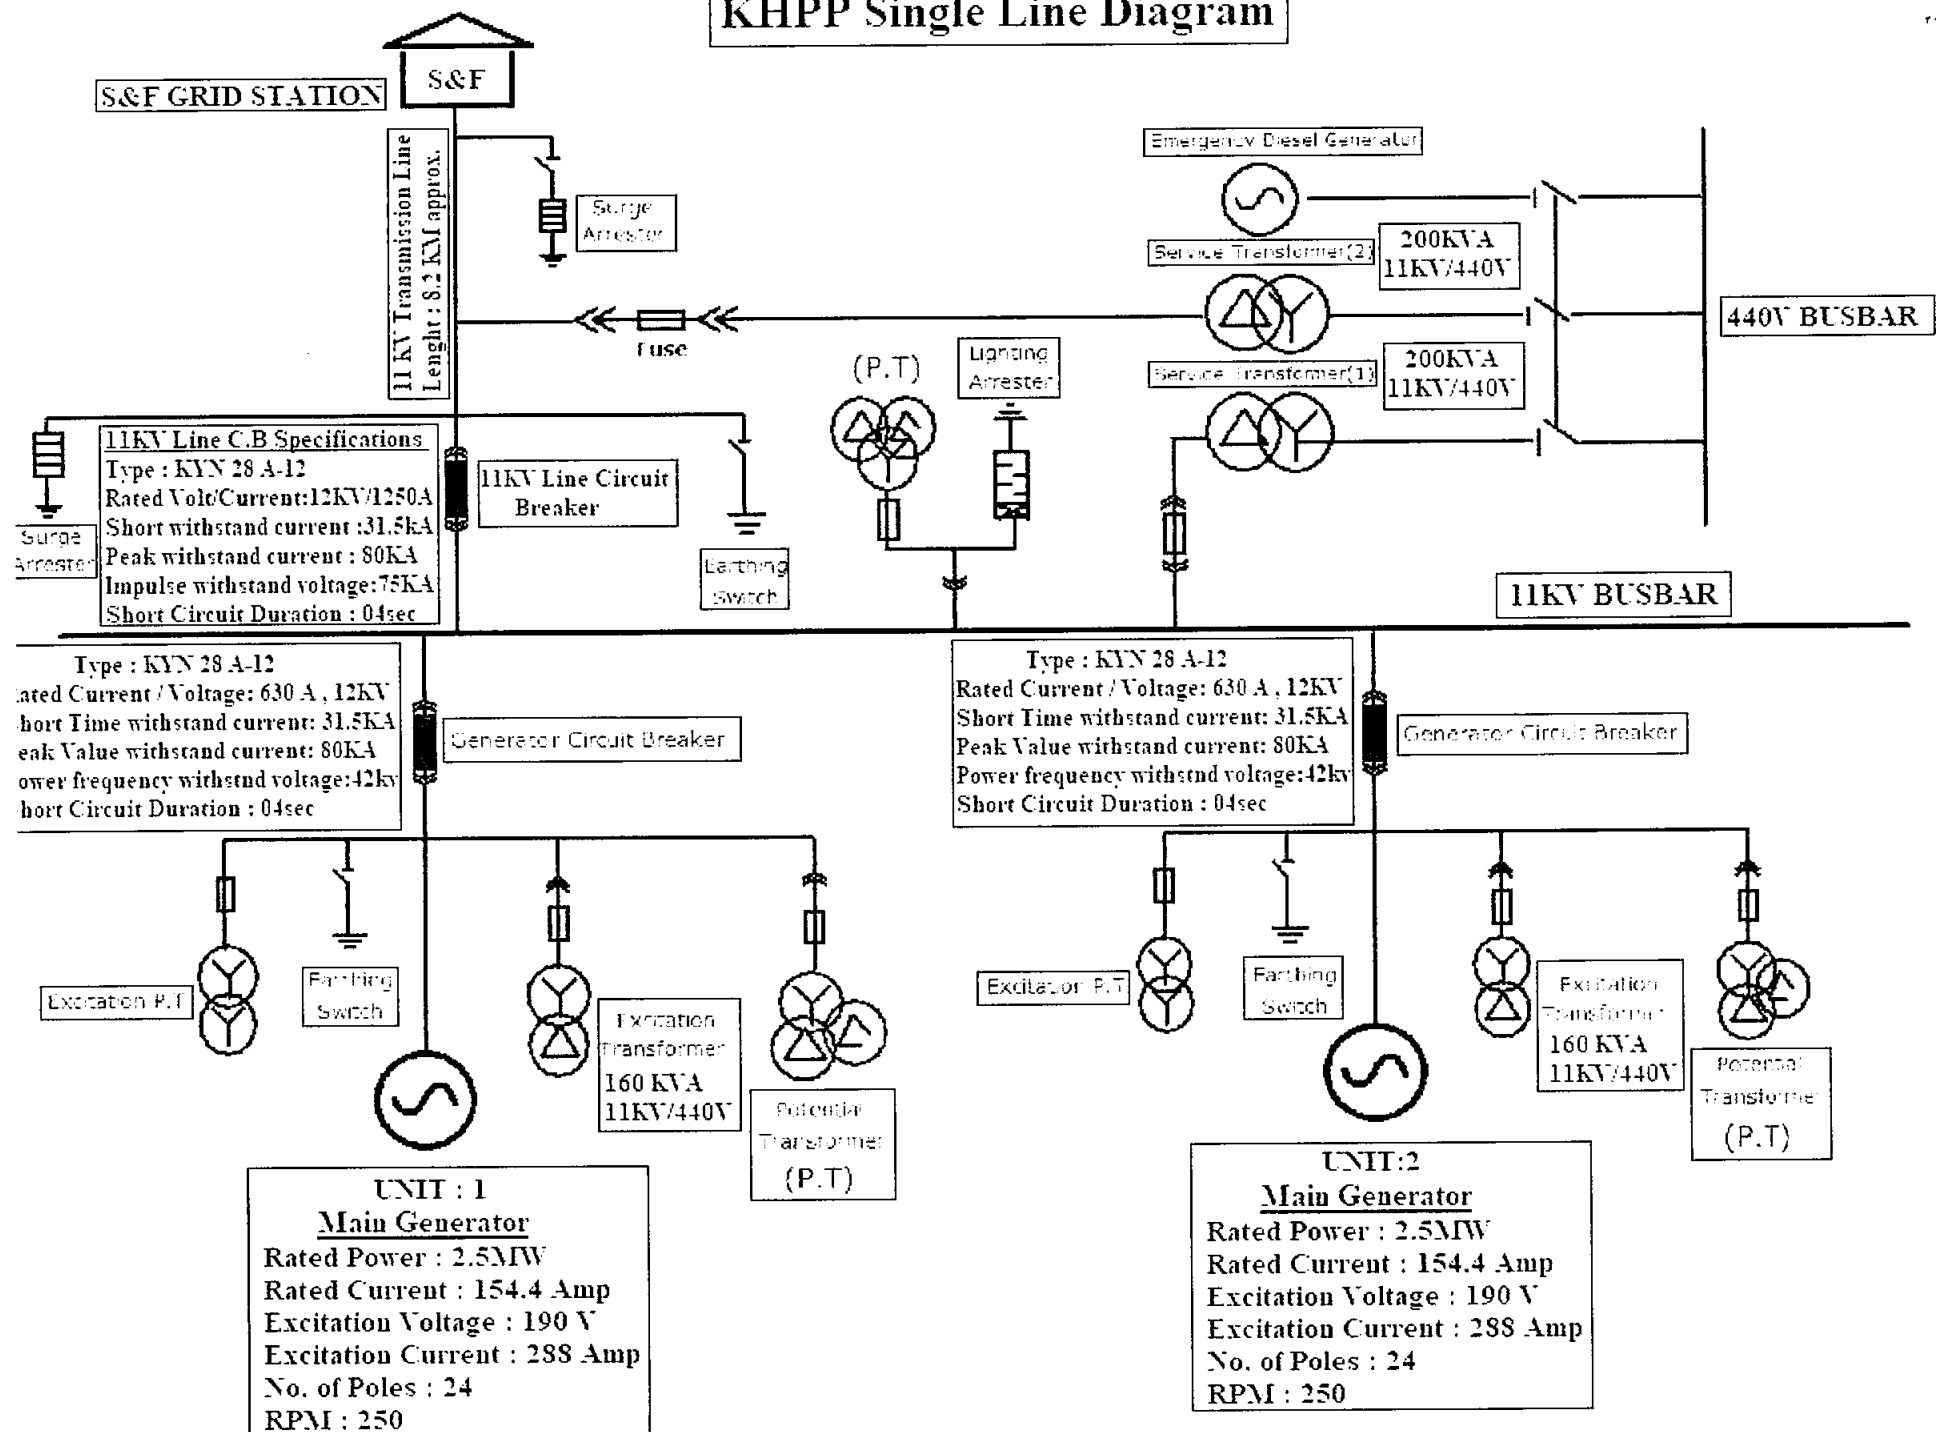 KHPP Single Line Diagram
S&F
S&F GRID STATION
11 KV Transmission Line
Lenght : 8.2 KM approx.
Surge
Arrester
Fuse
Emergency Diesel Generator
Service Transformer(2)
200KVA
11KV/440V
440V BUSBAR
Service Transformer(1)
200KVA
11KV/440V
(P.T)
Lighting
Arrester
Surge
Arrester
11KV Line C.B Specifications
Type : KYN 28 A-12
Rated Volt/Current:12KV/1250A
Short withstand current :31.5kA
Peak withstand current : 80KA
Impulse withstand voltage:75KA
Short Circuit Duration : 04sec
11KV Line Circuit
Breaker
Earthing
Switch
11KV BUSBAR
Type : KYN 28 A-12
ated Current / Voltage: 630 A , 12KV
hort Time withstand current: 31.5KA
eak Value withstand current: 80KA
ower frequency withstnd voltage:42kv
hort Circuit Duration : 04sec
Generator Circuit Breaker
Type : KYN 28 A-12
Rated Current / Voltage: 630 A , 12KV
Short Time withstand current: 31.5KA
Peak Value withstand current: 80KA
Power frequency withstnd voltage:42kv
Short Circuit Duration : 04sec
Generator Circuit Breaker
Excitation P.T
Earthing
Switch
Excitation
Transformer
160 KVA
11KV/440V
Potential
Transformer
(P.T)
Excitation P.T
Earthing
Switch
Excitation
Transformer
160 KVA
11KV/440V
Potential
Transformer
(P.T)
UNIT : 1
Main Generator
Rated Power : 2.5MW
Rated Current : 154.4 Amp
Excitation Voltage : 190 V
Excitation Current : 288 Amp
No. of Poles : 24
RPM : 250
UNIT:2
Main Generator
Rated Power : 2.5MW
Rated Current : 154.4 Amp
Excitation Voltage : 190 V
Excitation Current : 288 Amp
No. of Poles : 24
RPM : 250